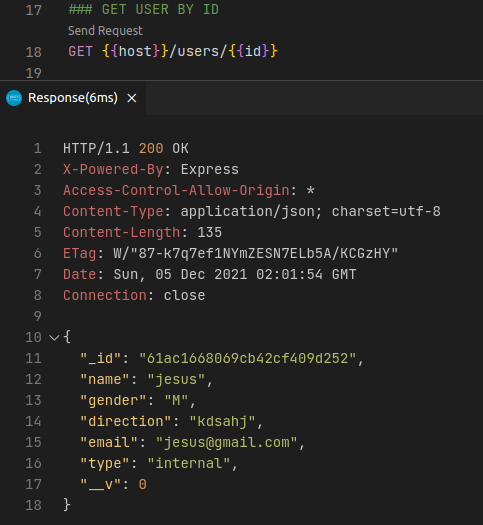 17 ### GET USER BY ID
Send Request
18 GET {{host}}/users/{{id}}
19
Response(6ms) ×
1 HTTP/1.1 200 OK
2 X-Powered-By: Express
3 Access-Control-Allow-Origin: *
4 Content-Type: application/json; charset=utf-8
5 Content-Length: 135
6 ETag: W/"87-k7q7ef1NYmZESN7ELb5A/KCGzHY"
7 Date: Sun, 05 Dec 2021 02:01:54 GMT
8 Connection: close
9
10 {
11 "_id": "61ac1668069cb42cf409d252",
12 "name": "jesus",
13 "gender": "M",
14 "direction": "kdsahj",
15 "email": "jesus@gmail.com",
16 "type": "internal",
17 "__v": 0
18 }